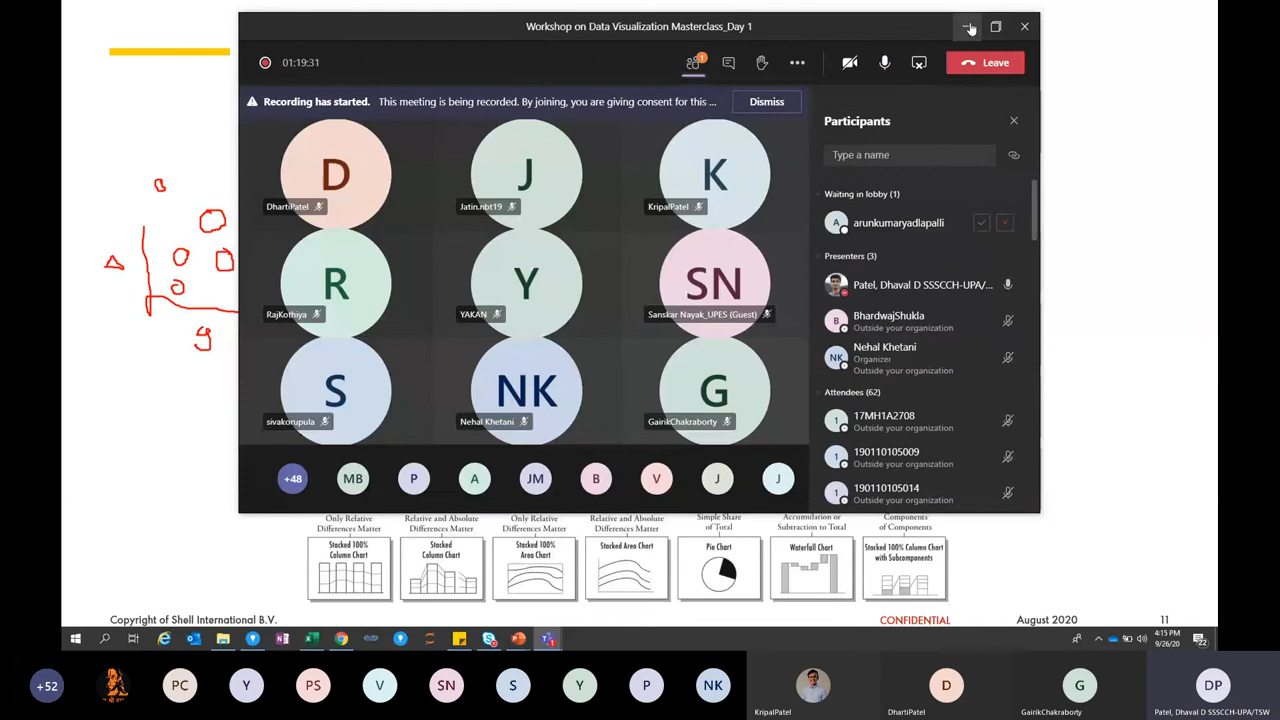 Workshop on Data Visualization Masterclass_Day 1
01:19:31
1
Leave
Recording has started. This meeting is being recorded. By joining, you are giving consent for this ...
Dismiss
D
DhartiPatel
J
Jatin.nbt19
K
KripalPatel
R
RajKothiya
Y
YAKAN
SN
Sanskar Nayak_UPES (Guest)
S
sivakorupula
NK
Nehal Khetani
G
GairikChakraborty
+48
MB
P
A
JM
B
V
J
J
Participants
Type a name
Waiting in lobby (1)
A
arunkumaryadlapalli
Presenters (3)
Patel, Dhaval D SSSCCH-UPA/...
B
BhardwajShukla
Outside your organization
NK
Nehal Khetani
Organizer
Outside your organization
Attendees (62)
1
17MH1A2708
Outside your organization
1
190110105009
Outside your organization
1
190110105014
Outside your organization
Only Relative
Differences Matter
Stacked 100%
Column Chart
Relative and Absolute
Differences Matter
Stacked
Column Chart
Only Relative
Differences Matter
Stacked 100%
Area Chart
Relative and Absolute
Differences Matter
Stacked Area Chart
Simple Share
of Total
Pie Chart
Accumulation or
Subtraction to Total
Waterfall Chart
Components
of Components
Stacked 100% Column Chart
with Subcomponents
Copyright of Shell International B.V.
CONFIDENTIAL
August 2020
11
4:15 PM
9/26/20
22
+52
PC
Y
PS
V
SN
S
Y
P
NK
KripalPatel
D
DhartiPatel
G
GairikChakraborty
DP
Patel, Dhaval D SSSCCH-UPA/TSW